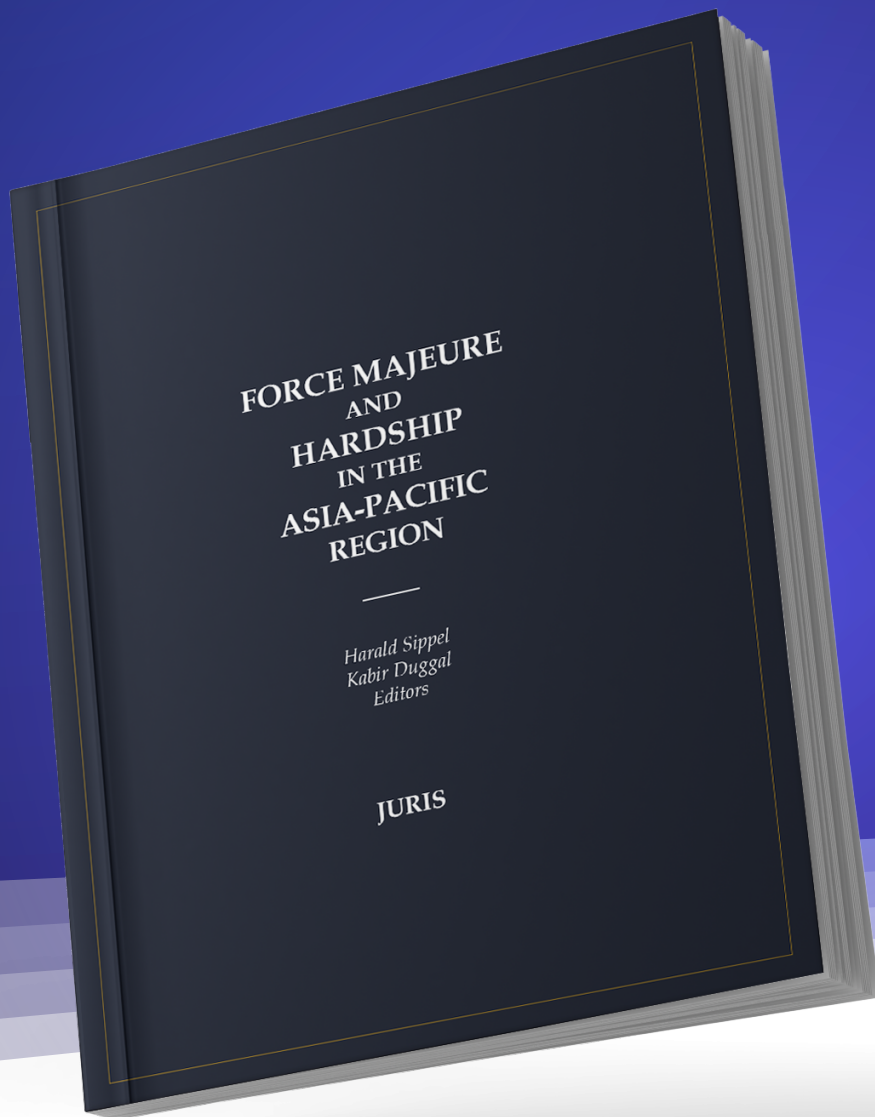 FORCE MAJEURE
AND
HARDSHIP
IN THE
ASIA-PACIFIC
REGION
Harald Sippel
Kabir Duggal
Editors
JURIS